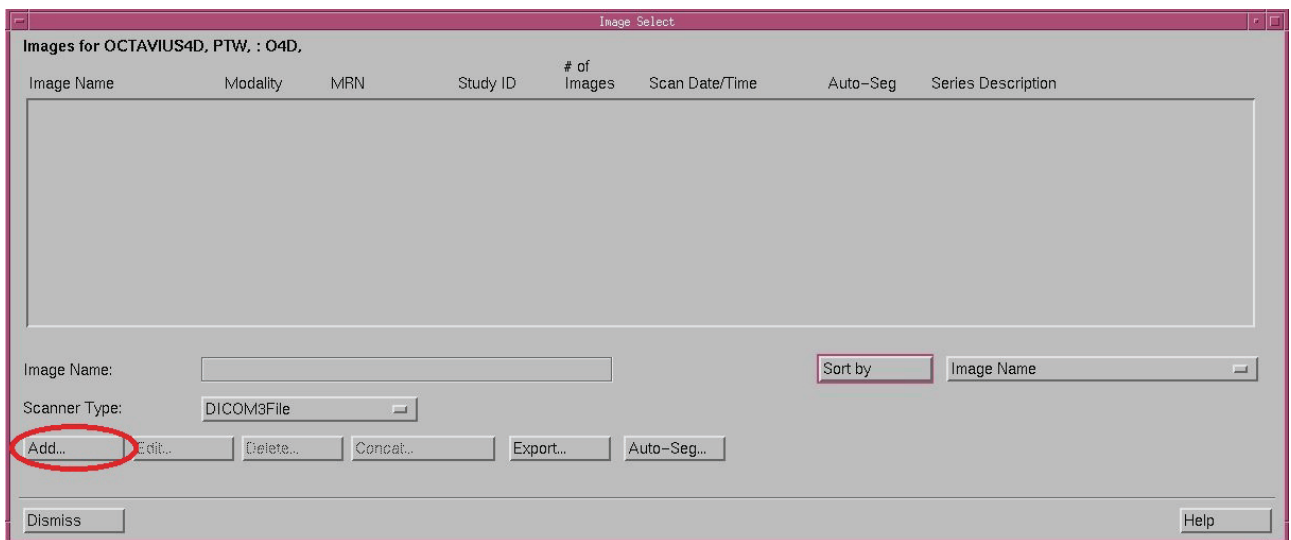 Image Select
Images for OCTAVIUS4D, PTW, : O4D,
Image Name Modality MRN Study ID # of Images Scan Date/Time Auto-Seg Series Description
Image Name: Sort by Image Name
Scanner Type: DICOM3File
Add... Edit... Delete... Concat... Export... Auto-Seg...
Dismiss Help